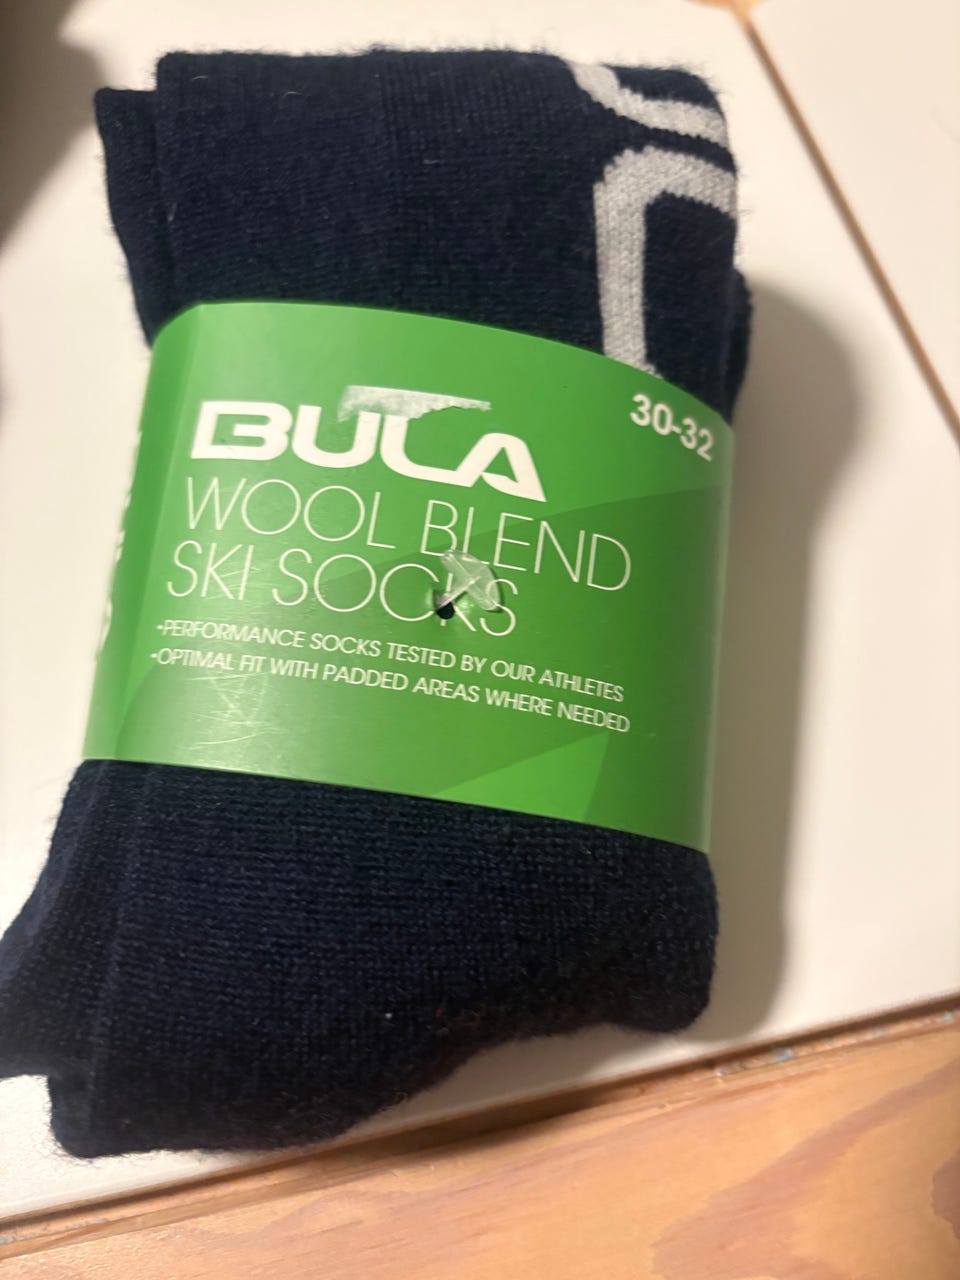 30-32
BULA
WOOL BLEND
SKI SOCKS
•PERFORMANCE SOCKS TESTED BY OUR ATHLETES
•OPTIMAL FIT WITH PADDED AREAS WHERE NEEDED